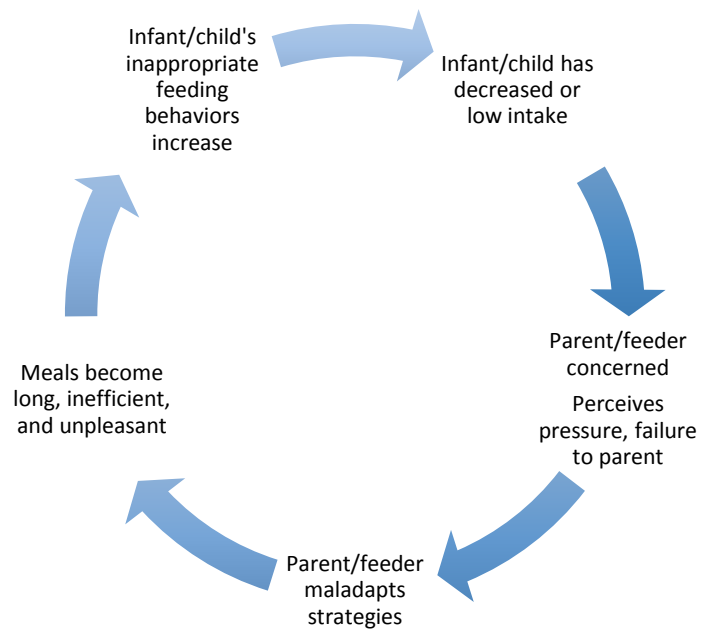 Infant/child's
inappropriate
feeding
behaviors
increase
Infant/child has
decreased or
low intake
Parent/feeder
concerned
Perceives
pressure, failure
to parent
Parent/feeder
maladapts
strategies
Meals become
long, inefficient,
and unpleasant